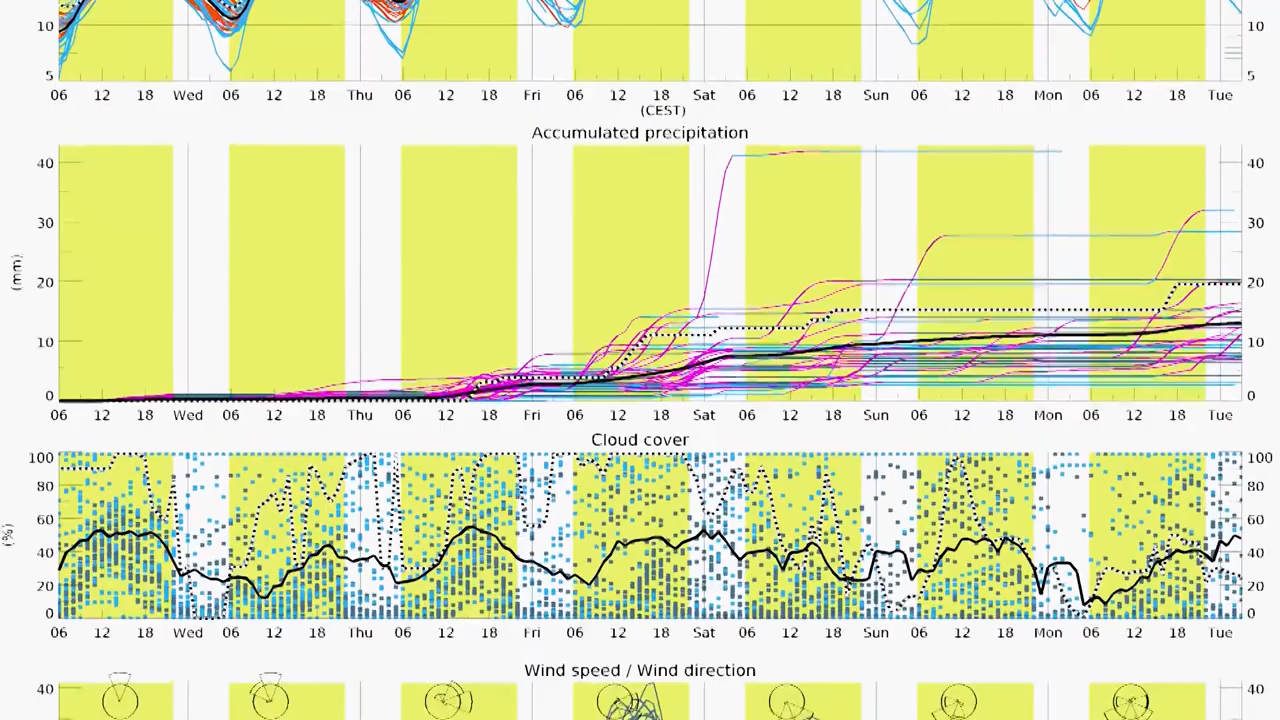 10 10
5 5
06 12 18 Wed 06 12 18 Thu 06 12 18 Fri 06 12 18 Sat 06 12 18 Sun 06 12 18 Mon 06 12 18 Tue
(CEST)
Accumulated precipitation
40 40
30 30
(mm)
20 20
10 10
0 0
06 12 18 Wed 06 12 18 Thu 06 12 18 Fri 06 12 18 Sat 06 12 18 Sun 06 12 18 Mon 06 12 18 Tue
Cloud cover
100 100
80 80
60 60
(%)
40 40
20 20
0 0
06 12 18 Wed 06 12 18 Thu 06 12 18 Fri 06 12 18 Sat 06 12 18 Sun 06 12 18 Mon 06 12 18 Tue
Wind speed / Wind direction
40 40